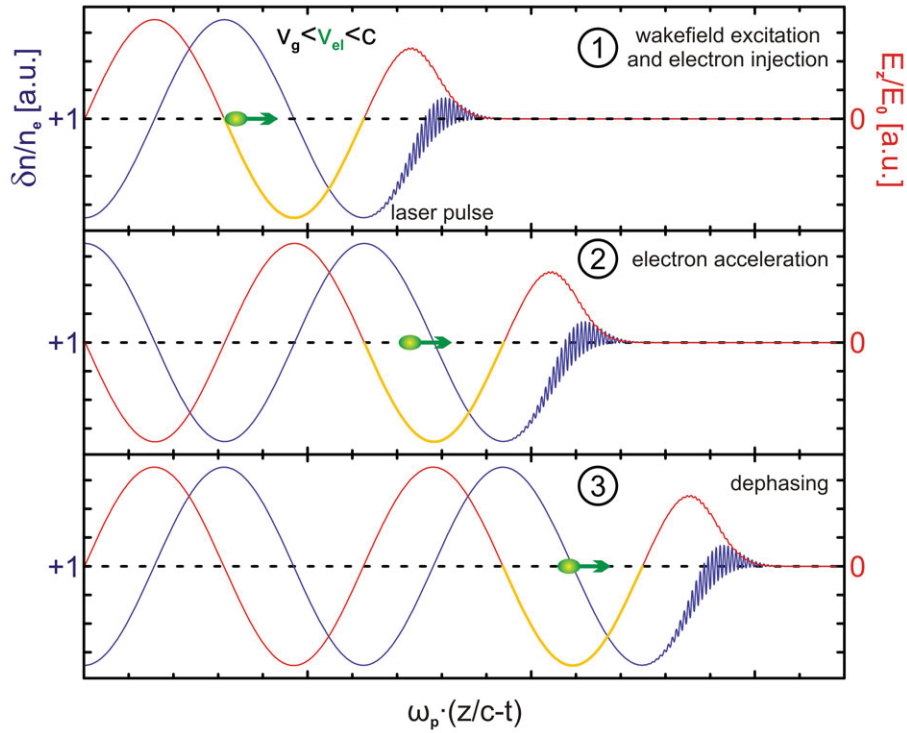 v_g<v_el<c
1
wakefield excitation
and electron injection
δn/n_e [a.u.]
+1
0
E_z/E_0 [a.u.]
laser pulse
2
electron acceleration
+1
0
3
dephasing
+1
0
ω_p·(z/c-t)